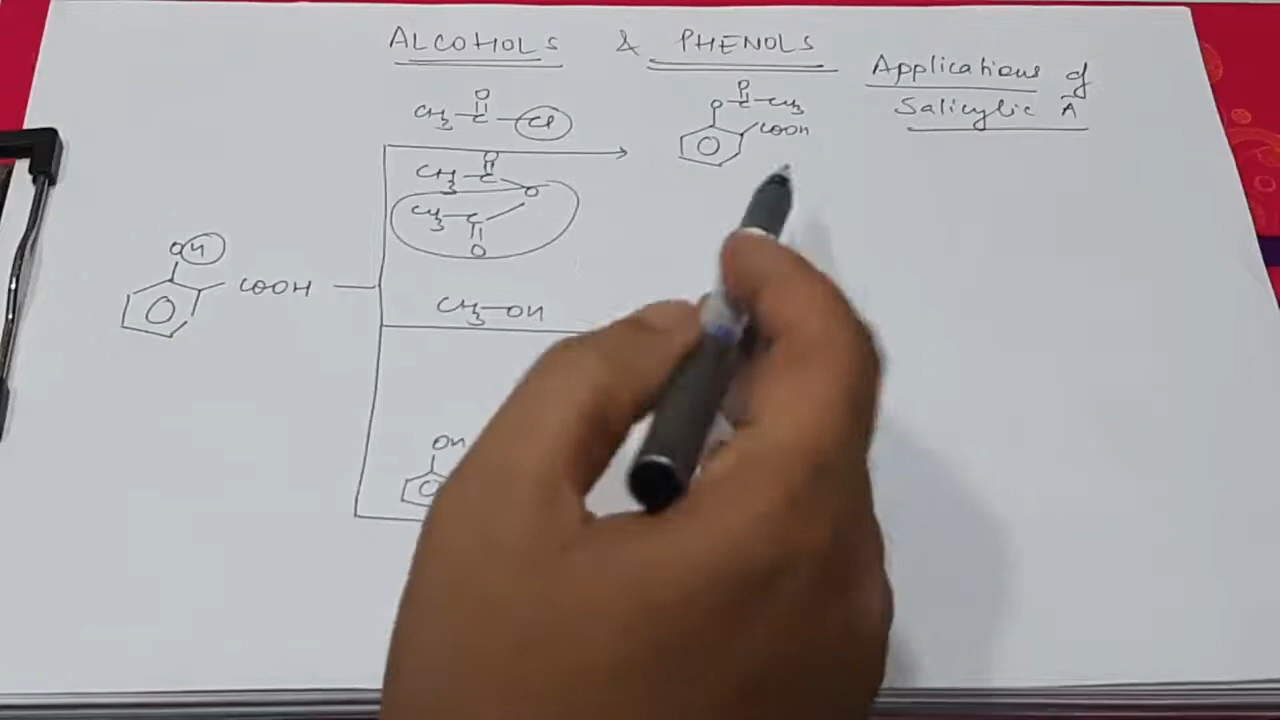 ALCOHOLS & PHENOLS
Applications of
Salicylic A
O
CH3-C-Cl
O
O-C-CH3
COOH
O
CH3-C
O
CH3-C
O
OH
COOH
CH3-OH
OH